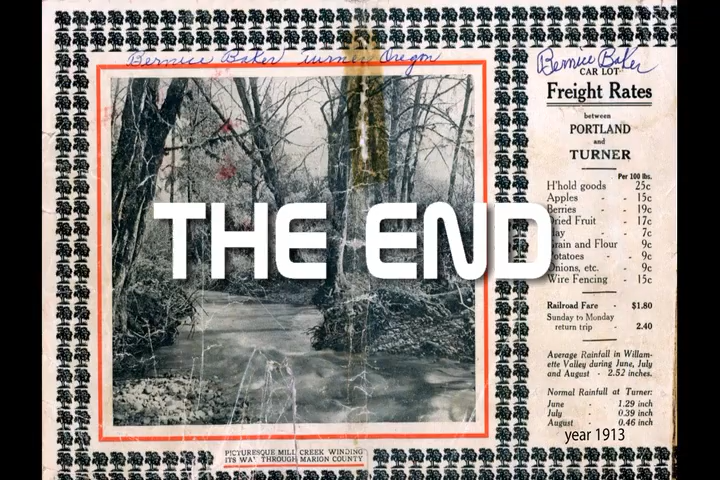 Bernice Baker Turner Oregon
THE END
PICTURESQUE MILL CREEK WINDING
ITS WAY THROUGH MARION COUNTY
Bernice Baker
CAR LOT
Freight Rates
between
PORTLAND
and
TURNER
Per 100 lbs.
H'hold goods 25c
Apples - - 15c
Berries - - 19c
Dried Fruit - 17c
Hay - 7c
Grain and Flour 9c
Potatoes - - 9c
Onions, etc. - 9c
Wire Fencing - 15c
Railroad Fare - $1.80
Sunday to Monday
return trip - 2.40
Average Rainfall in Willam-
ette Valley during June, July
and August - 2.52 inches.
Normal Rainfall at Turner:
June - 1.29 inch
July - 0.39 inch
August - 0.46 inch
year 1913